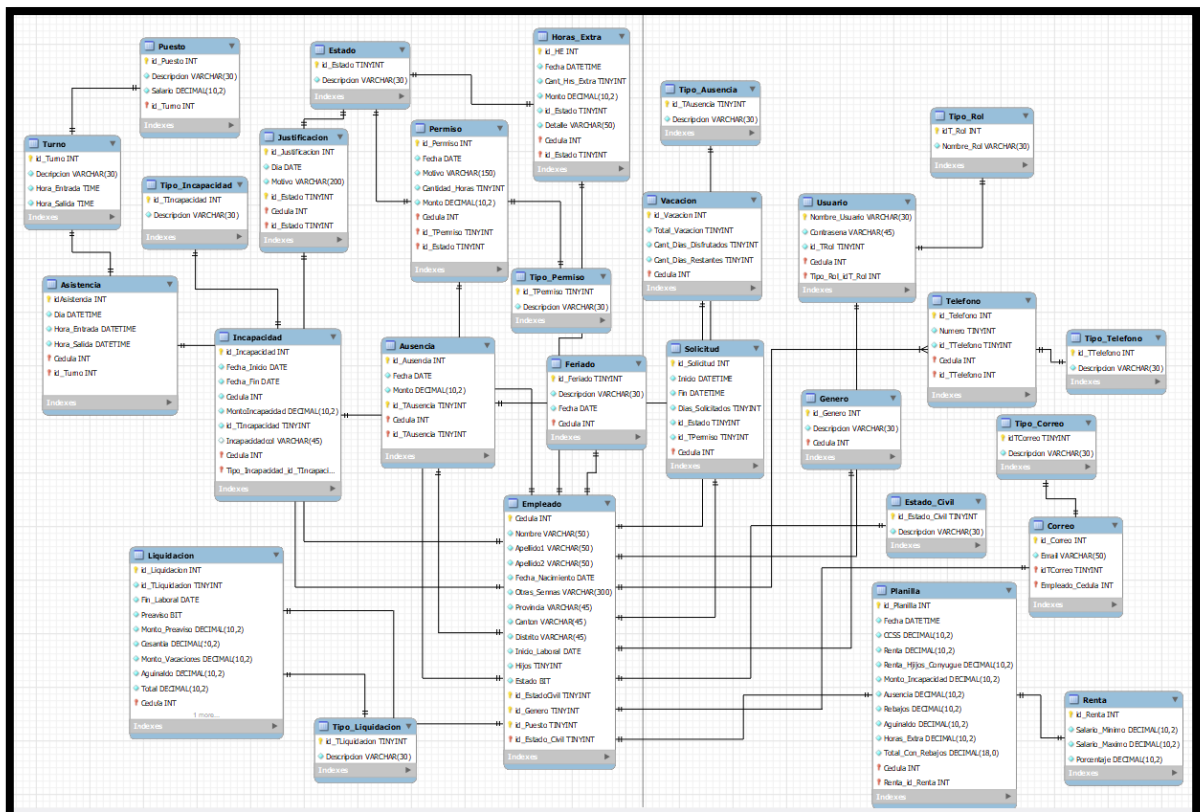 Puesto
id_Puesto INT
Descripcion VARCHAR(30)
Salario DECIMAL(10,2)
id_Turno INT
Indexes
Estado
id_Estado TINYINT
Descripcion VARCHAR(30)
Indexes
Horas_Extra
id_HE INT
Fecha DATETIME
Cant_Hrs_Extra TINYINT
Monto DECIMAL(10,2)
id_Estado TINYINT
Detalle VARCHAR(50)
Cedula INT
id_Estado TINYINT
Indexes
Tipo_Ausencia
id_TAusencia TINYINT
Descripcion VARCHAR(30)
Indexes
Tipo_Rol
idT_Rol INT
Nombre_Rol VARCHAR(30)
Indexes
Turno
id_Turno INT
Decripcion VARCHAR(30)
Hora_Entrada TIME
Hora_Salida TIME
Indexes
Tipo_Incapacidad
id_TIncapacidad INT
Descripcion VARCHAR(30)
Indexes
Justificacion
id_Justificacion INT
Dia DATE
Motivo VARCHAR(200)
id_Estado TINYINT
Cedula INT
id_Estado TINYINT
Indexes
Permiso
id_Permiso INT
Fecha DATE
Motivo VARCHAR(150)
Cantidad_Horas TINYINT
Monto DECIMAL(10,2)
Cedula INT
id_TPermiso TINYINT
id_Estado TINYINT
Indexes
Vacacion
id_Vacacion INT
Total_Vacacion TINYINT
Cant_Dias_Disfrutados TINYINT
Cant_Dias_Restantes TINYINT
Cedula INT
Indexes
Usuario
Nombre_Usuario VARCHAR(30)
Contrasena VARCHAR(45)
id_TRol TINYINT
Cedula INT
Tipo_Rol_idT_Rol INT
Indexes
Asistencia
idAsistencia INT
Dia DATETIME
Hora_Entrada DATETIME
Hora_Salida DATETIME
Cedula INT
id_Turno INT
Indexes
Tipo_Permiso
id_TPermiso TINYINT
Descripcion VARCHAR(30)
Indexes
Telefono
id_Telefono INT
Numero TINYINT
id_TTelefono TINYINT
Cedula INT
id_TTelefono INT
Indexes
Tipo_Telefono
id_TTelefono INT
Descripcion VARCHAR(30)
Indexes
Incapacidad
id_Incapacidad INT
Fecha_Inicio DATE
Fecha_Fin DATE
Cedula INT
MontoIncapacidad DECIMAL(10,2)
id_TIncapacidad TINYINT
Incapacidadcol VARCHAR(45)
Cedula INT
Tipo_Incapacidad_id_TIncapaci...
Indexes
Ausencia
id_Ausencia INT
Fecha DATE
Monto DECIMAL(10,2)
id_TAusencia TINYINT
Cedula INT
id_TAusencia TINYINT
Indexes
Feriado
id_Feriado TINYINT
Descripcion VARCHAR(30)
Fecha DATE
Cedula INT
Indexes
Solicitud
id_Solicitud INT
Inicio DATETIME
Fin DATETIME
Dias_Solicitados TINYINT
id_Estado TINYINT
id_TPermiso TINYINT
Cedula INT
Indexes
Genero
id_Genero INT
Descripcion VARCHAR(30)
Cedula INT
Indexes
Tipo_Correo
idTCorreo TINYINT
Descripcion VARCHAR(30)
Indexes
Empleado
Cedula INT
Nombre VARCHAR(50)
Apellido1 VARCHAR(50)
Apellido2 VARCHAR(50)
Fecha_Nacimiento DATE
Otras_Sennas VARCHAR(300)
Provincia VARCHAR(45)
Canton VARCHAR(45)
Distrito VARCHAR(45)
Inicio_Laboral DATE
Hijos TINYINT
Estado BIT
id_EstadoCivil TINYINT
id_Genero TINYINT
id_Puesto TINYINT
id_Estado_Civil TINYINT
Indexes
Estado_Civil
id_Estado_Civil TINYINT
Descripcion VARCHAR(30)
Indexes
Correo
id_Correo INT
Email VARCHAR(50)
idTCorreo TINYINT
Empleado_Cedula INT
Indexes
Liquidacion
id_Liquidacion INT
id_TLiquidacion TINYINT
Fin_Laboral DATE
Preaviso BIT
Monto_Preaviso DECIMAL(10,2)
Cesantia DECIMAL(10,2)
Monto_Vacaciones DECIMAL(10,2)
Aguinaldo DECIMAL(10,2)
Total DECIMAL(10,2)
Cedula INT
1 more...
Indexes
Tipo_Liquidacion
id_TLiquidacion TINYINT
Descripcion VARCHAR(30)
Indexes
Planilla
id_Planilla INT
Fecha DATETIME
CCSS DECIMAL(10,2)
Renta DECIMAL(10,2)
Renta_Hjijos_Conyugue DECIMAL(10,2)
Monto_Incapacidad DECIMAL(10,2)
Ausencia DECIMAL(10,2)
Rebajos DECIMAL(10,2)
Aguinaldo DECIMAL(10,2)
Horas_Extra DECIMAL(10,2)
Total_Con_Rebajos DECIMAL(18,0)
Cedula INT
Renta_id_Renta INT
Indexes
Renta
id_Renta INT
Salario_Minimo DECIMAL(10,2)
Salario_Maximo DECIMAL(10,2)
Porcentaje DECIMAL(10,2)
Indexes